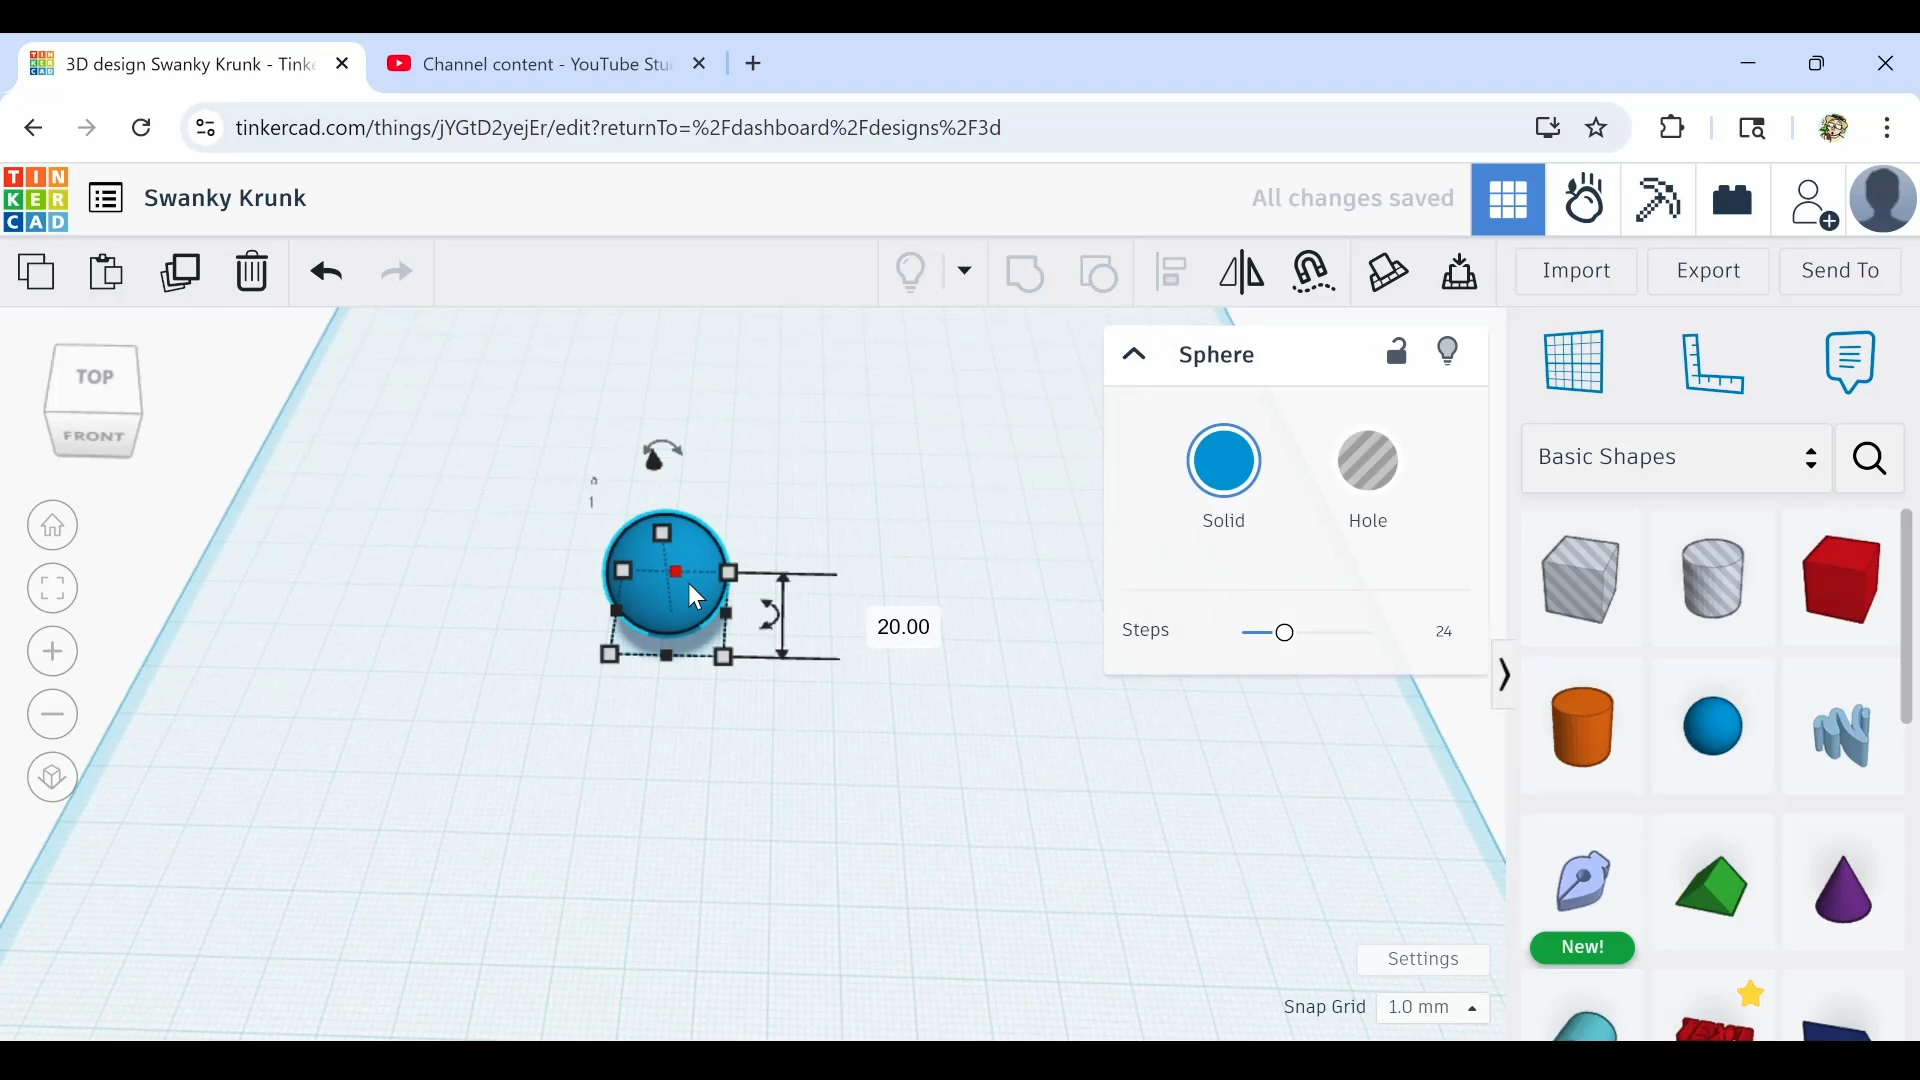 3D design Swanky Krunk - Tink
Channel content - YouTube Stu
tinkercad.com/things/jYGtD2yejEr/edit?returnTo=%2Fdashboard%2Fdesigns%2F3d
TIN
KER
CAD
Swanky Krunk
All changes saved
Import
Export
Send To
TOP
FRONT
Sphere
Solid
Hole
Steps
24
20.00
Basic Shapes
New!
Settings
Snap Grid
1.0 mm